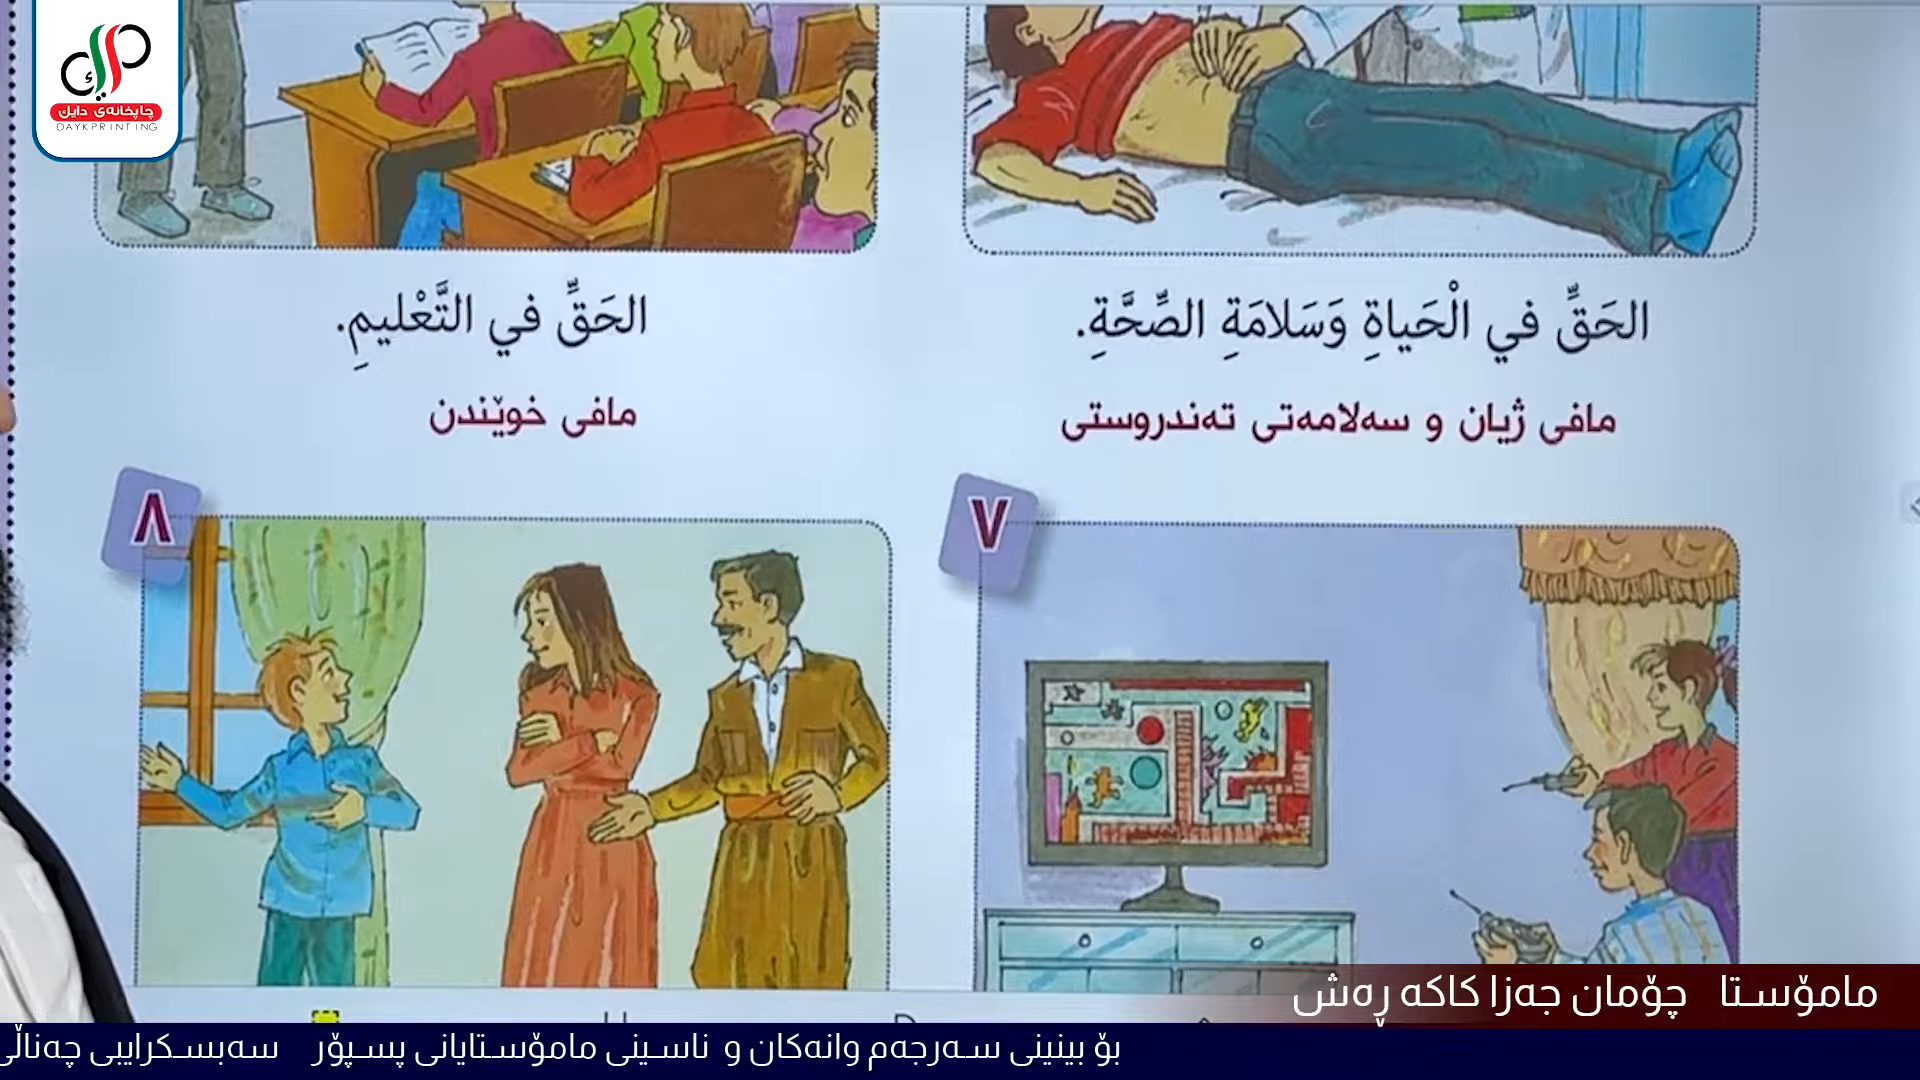 چاپخانەی دایك
DAYKPRINTING
الحَقِّ في الْحَياةِ وَسَلامَةِ الصِّحَّةِ.
الحَقِّ في التَّعْليمِ.
مافی ژیان و سەلامەتی تەندروستی
مافی خوێندن
٧
٨
مامۆستا چۆمان جەزا کاکە ڕەش
بۆ بینینی سەرجەم وانەکان و ناسینی مامۆستایانی پسپۆر سەبسکرایبی چەناڵی